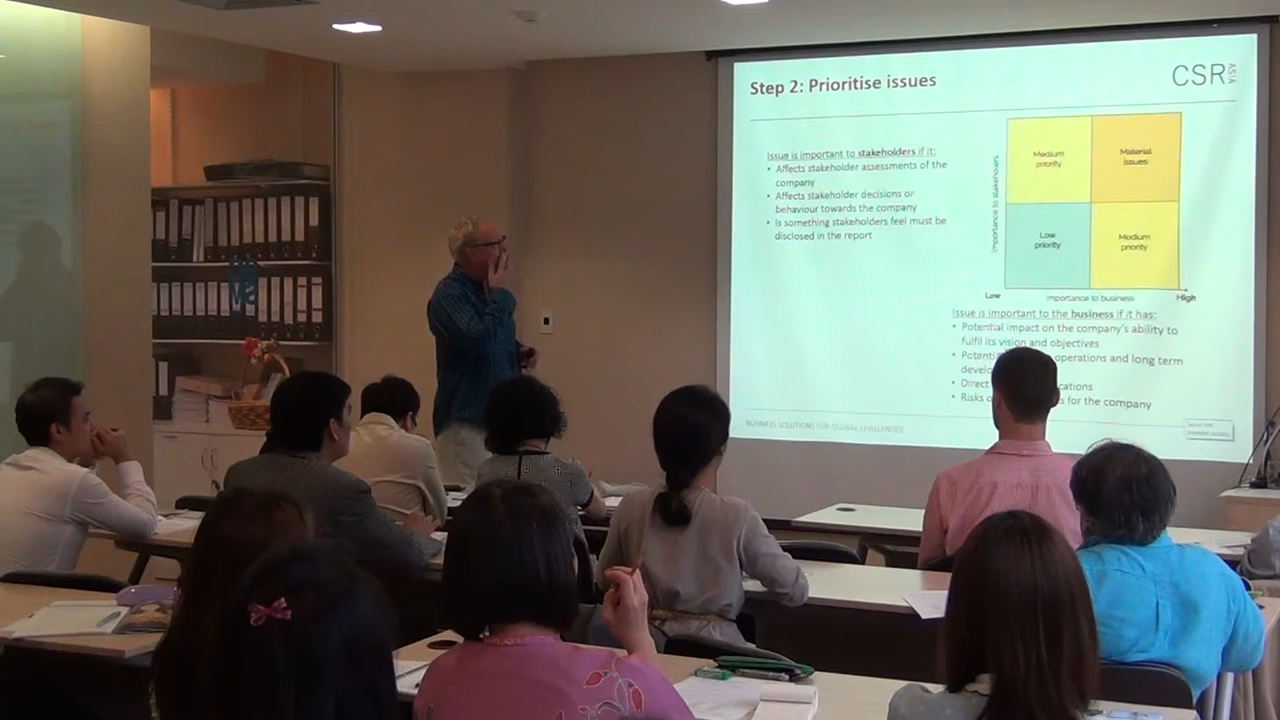 Step 2: Prioritise issues
CSR ASIA
Issue is important to stakeholders if it:
• Affects stakeholder assessments of the
company
• Affects stakeholder decisions or
behaviour towards the company
• Is something stakeholders feel must be
disclosed in the report
Importance to stakeholders
Medium
priority
Material
issues
Low
priority
Medium
priority
Low
Importance to business
High
Issue is important to the business if it has:
• Potential impact on the company's ability to
fulfil its vision and objectives
• operations and long term
• Direct
• Risks for the company
BUSINESS SOLUTIONS FOR GLOBAL CHALLENGES